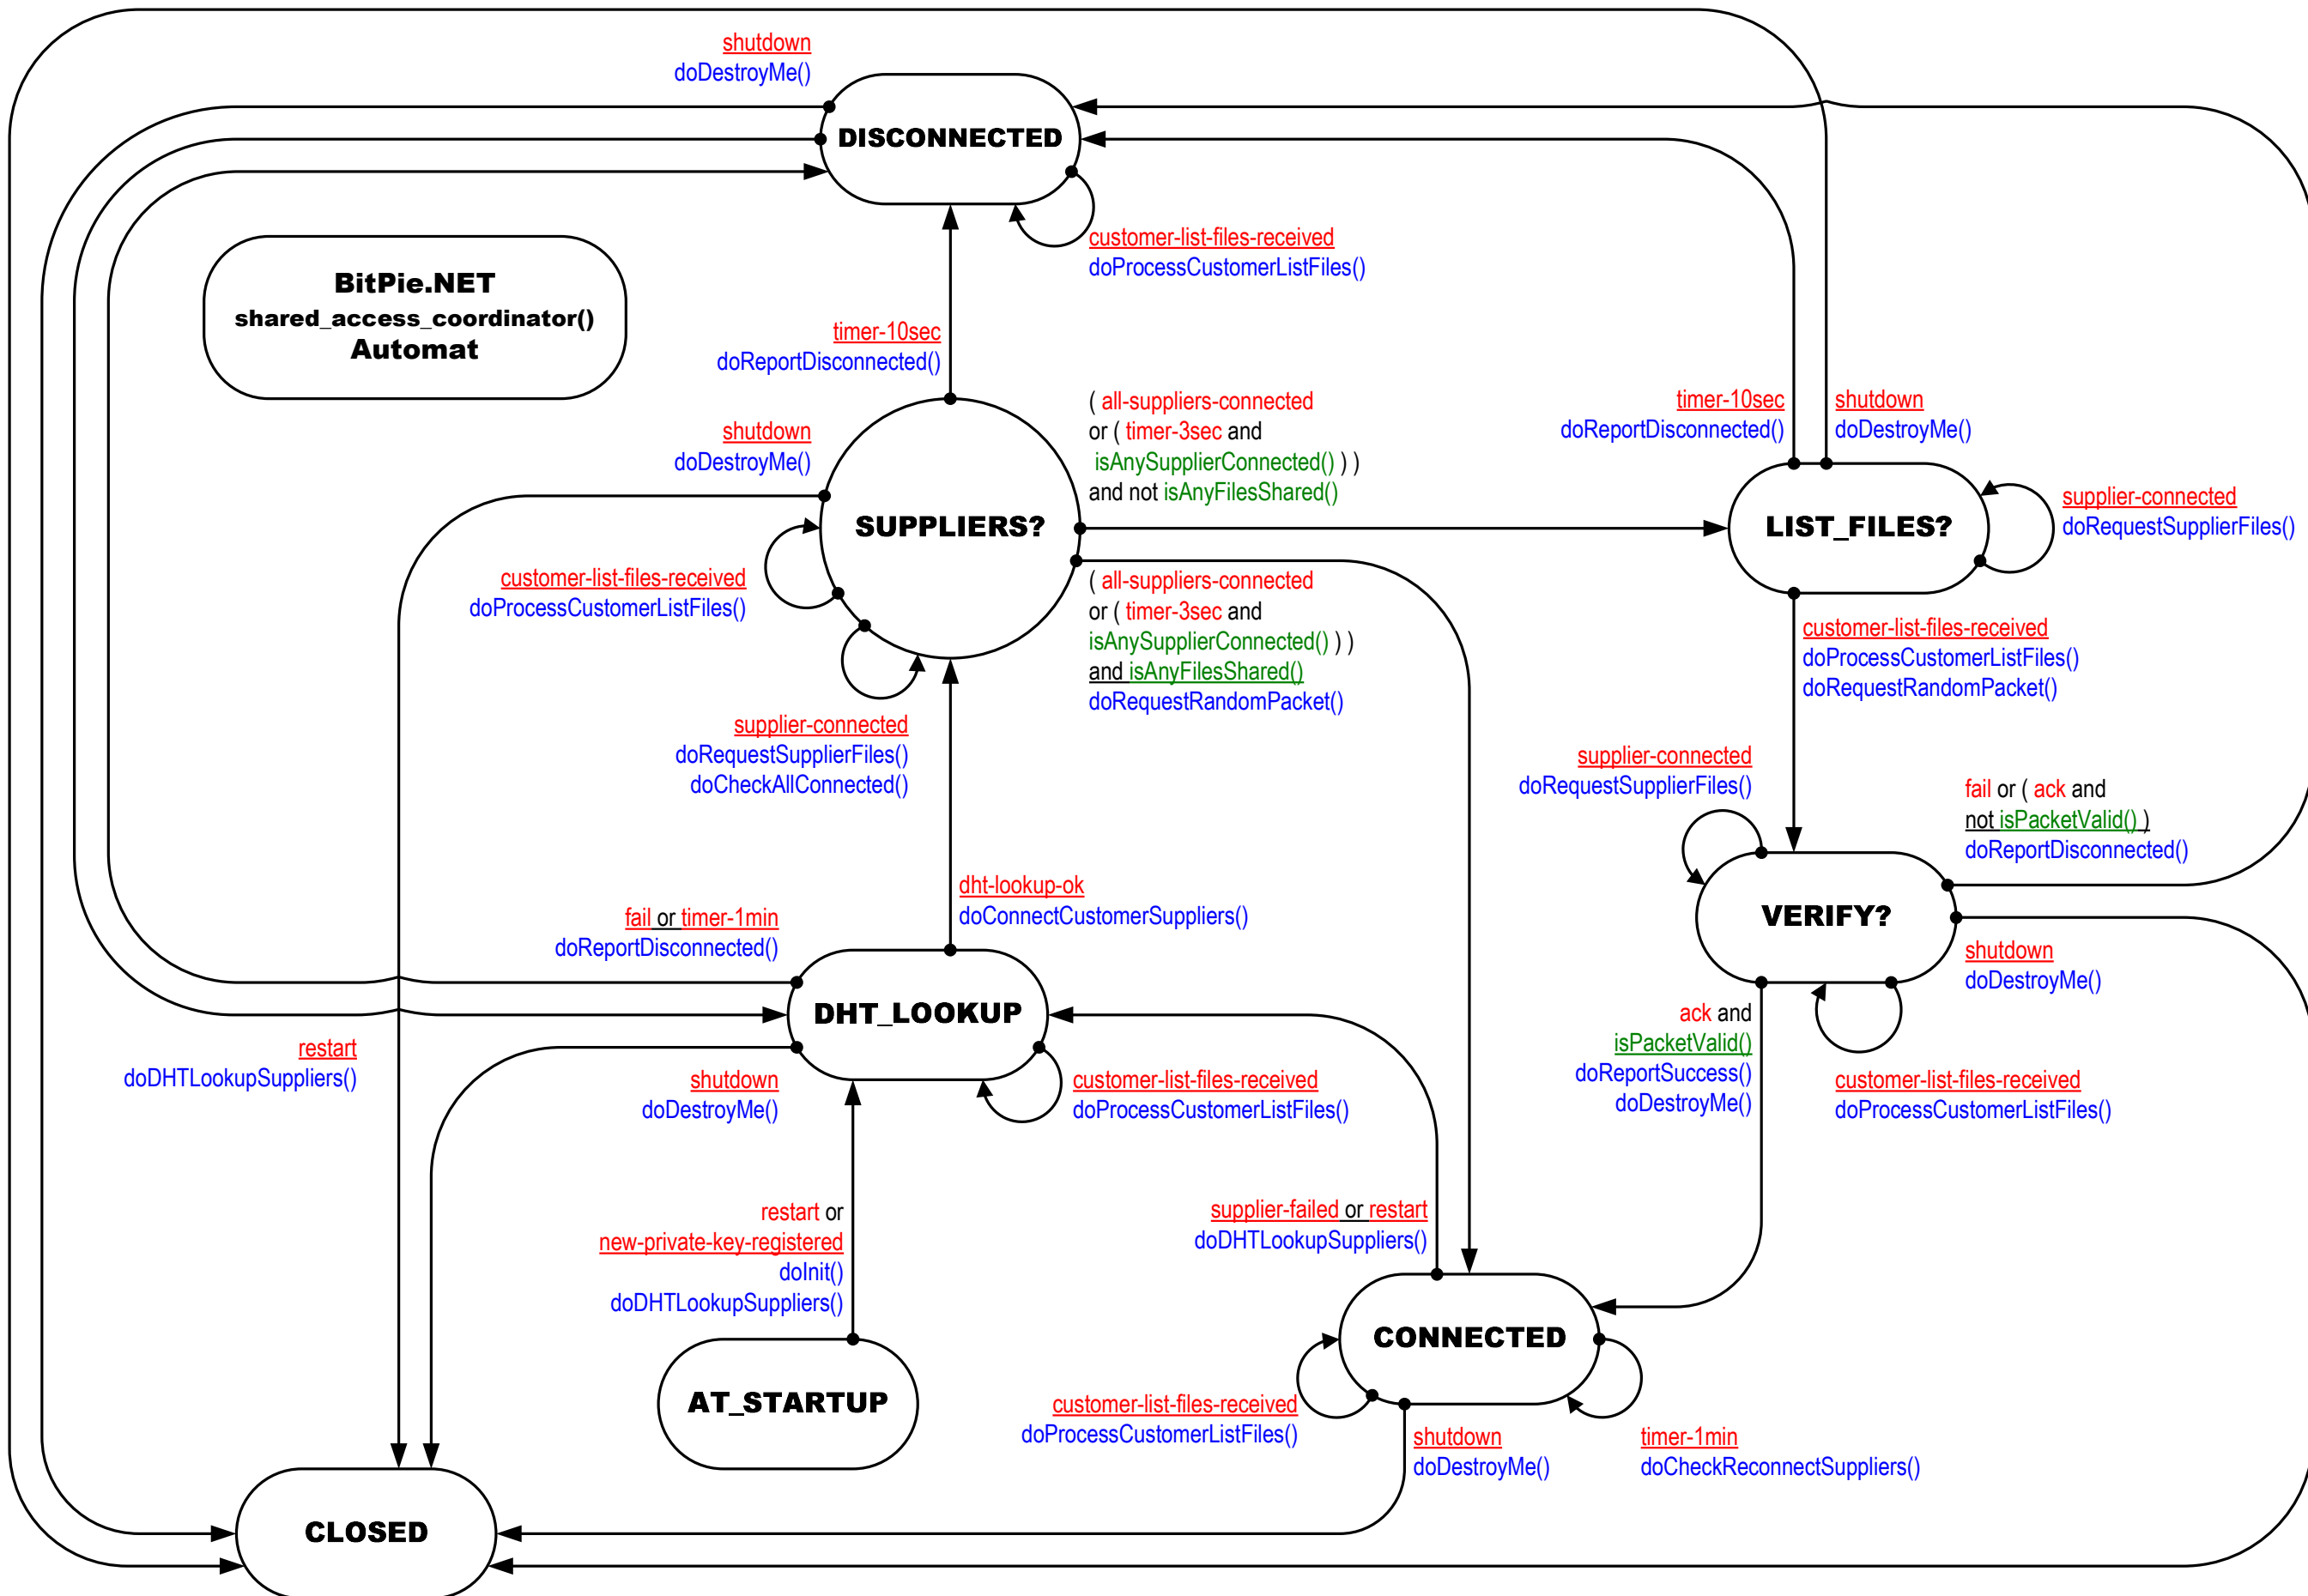 shutdown
doDestroyMe()
DISCONNECTED
customer-list-files-received
doProcessCustomerListFiles()
BitPie.NET
shared_access_coordinator()
Automat
timer-10sec
doReportDisconnected()
shutdown
doDestroyMe()
( all-suppliers-connected
or ( timer-3sec and
isAnySupplierConnected() ) )
and not isAnyFilesShared()
timer-10sec
doReportDisconnected()
shutdown
doDestroyMe()
SUPPLIERS?
LIST_FILES?
supplier-connected
doRequestSupplierFiles()
customer-list-files-received
doProcessCustomerListFiles()
( all-suppliers-connected
or ( timer-3sec and
isAnySupplierConnected() ) )
and isAnyFilesShared()
doRequestRandomPacket()
customer-list-files-received
doProcessCustomerListFiles()
doRequestRandomPacket()
supplier-connected
doRequestSupplierFiles()
doCheckAllConnected()
supplier-connected
doRequestSupplierFiles()
fail or ( ack and
not isPacketValid() )
doReportDisconnected()
dht-lookup-ok
doConnectCustomerSuppliers()
fail or timer-1min
doReportDisconnected()
VERIFY?
shutdown
doDestroyMe()
DHT_LOOKUP
ack and
isPacketValid()
doReportSuccess()
doDestroyMe()
restart
doDHTLookupSuppliers()
shutdown
doDestroyMe()
customer-list-files-received
doProcessCustomerListFiles()
customer-list-files-received
doProcessCustomerListFiles()
restart or
new-private-key-registered
doInit()
doDHTLookupSuppliers()
supplier-failed or restart
doDHTLookupSuppliers()
CONNECTED
AT_STARTUP
customer-list-files-received
doProcessCustomerListFiles()
shutdown
doDestroyMe()
timer-1min
doCheckReconnectSuppliers()
CLOSED